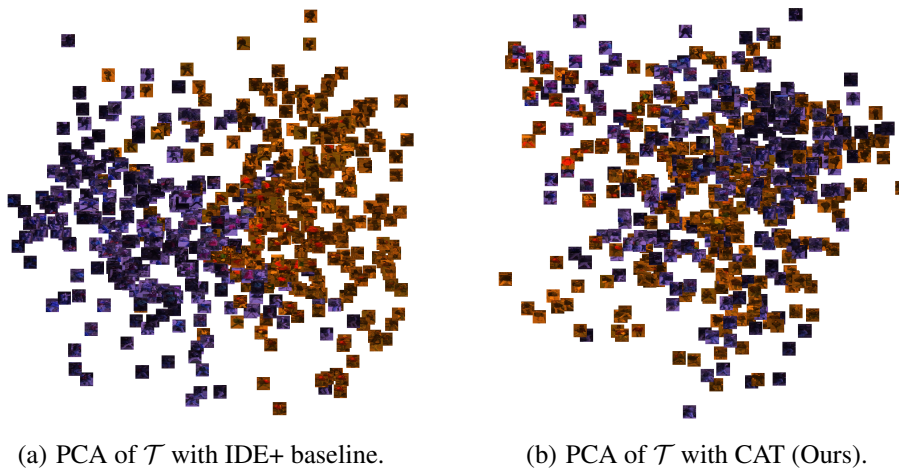 (a) PCA of 𝒯 with IDE+ baseline.
(b) PCA of 𝒯 with CAT (Ours).